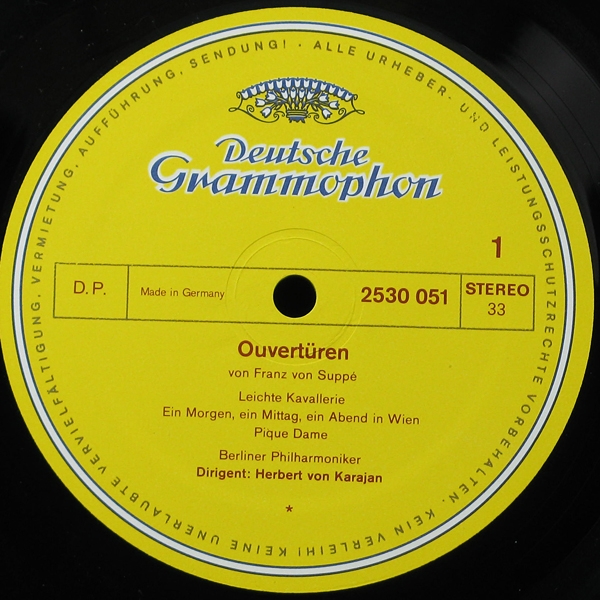 ALLE URHEBER- UND LEISTUNGSSCHUTZRECHTE VORBEHALTEN. KEIN VERLEIH! KEINE UNERLAUBTE VERVIELFÄLTIGUNG, VERMIETUNG, AUFFÜHRUNG, SENDUNG! ·
Deutsche
Grammophon
1
D.P.
Made in Germany
2530 051
STEREO
33
Ouvertüren
von Franz von Suppé
Leichte Kavallerie
Ein Morgen, ein Mittag, ein Abend in Wien
Pique Dame
Berliner Philharmoniker
Dirigent: Herbert von Karajan
*